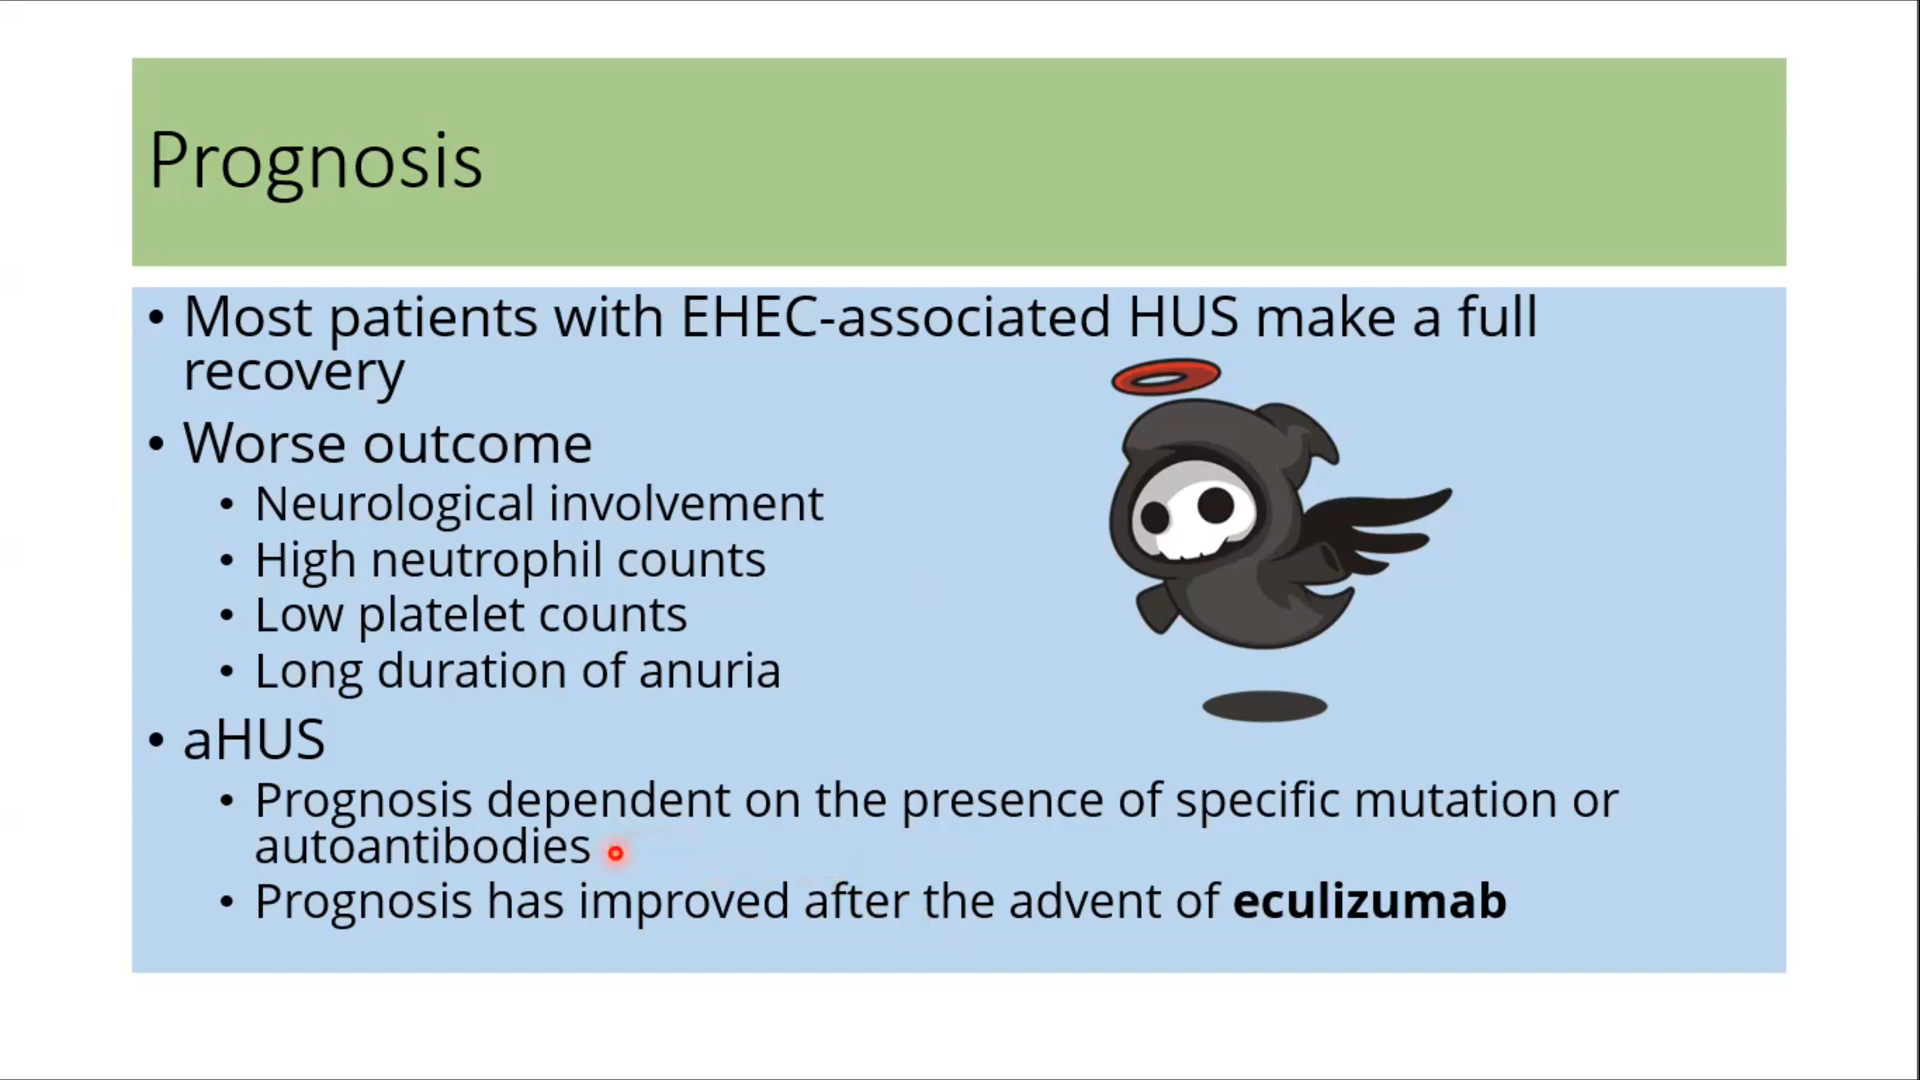 Prognosis
• Most patients with EHEC-associated HUS make a full
recovery
• Worse outcome
• Neurological involvement
• High neutrophil counts
• Low platelet counts
• Long duration of anuria
• aHUS
• Prognosis dependent on the presence of specific mutation or
autoantibodies
• Prognosis has improved after the advent of eculizumab